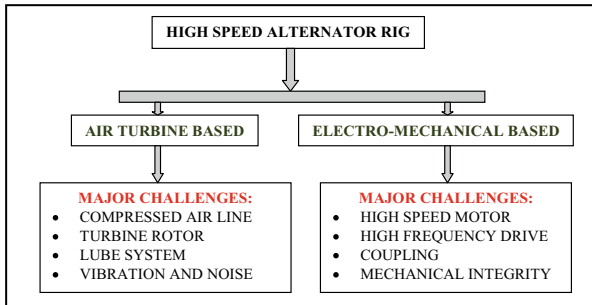 HIGH SPEED ALTERNATOR RIG
AIR TURBINE BASED
ELECTRO-MECHANICAL BASED
MAJOR CHALLENGES:
• COMPRESSED AIR LINE
• TURBINE ROTOR
• LUBE SYSTEM
• VIBRATION AND NOISE
MAJOR CHALLENGES:
• HIGH SPEED MOTOR
• HIGH FREQUENCY DRIVE
• COUPLING
• MECHANICAL INTEGRITY